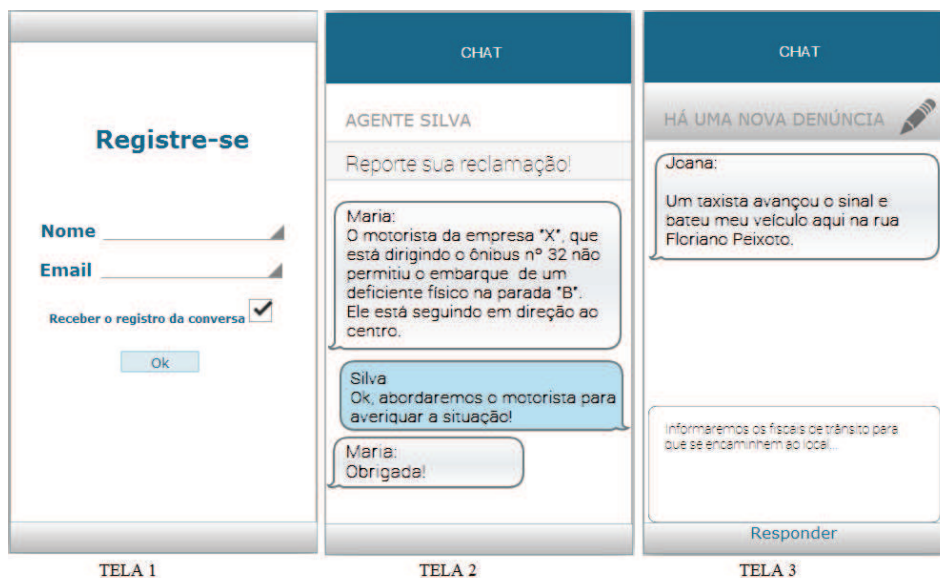 Registre-se
Nome
Email
Receber o registro da conversa
Ok
TELA 1
CHAT
AGENTE SILVA
Reporte sua reclamação!
Maria:
O motorista da empresa "X", que
está dirigindo o ônibus nº 32 não
permitiu o embarque de um
deficiente físico na parada "B".
Ele está seguindo em direção ao
centro.
Silva
Ok, abordaremos o motorista para
averiguar a situação!
Maria:
Obrigada!
TELA 2
CHAT
HÁ UMA NOVA DENÚNCIA
Joana:
Um taxista avançou o sinal e
bateu meu veículo aqui na rua
Floriano Peixoto.
Informaremos os fiscais de trânsito para
que se encaminhem ao local...
Responder
TELA 3